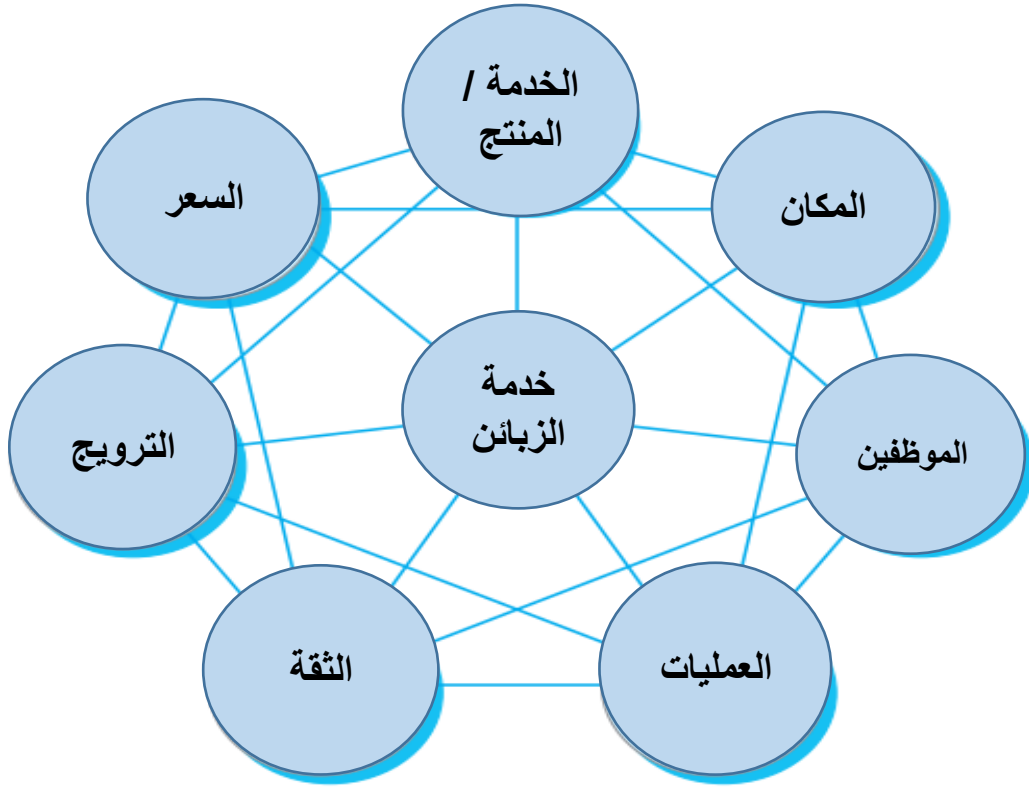 الخدمة /
المنتج
المكان
السعر
خدمة
الزبائن
الموظفين
الترويج
العمليات
الثقة